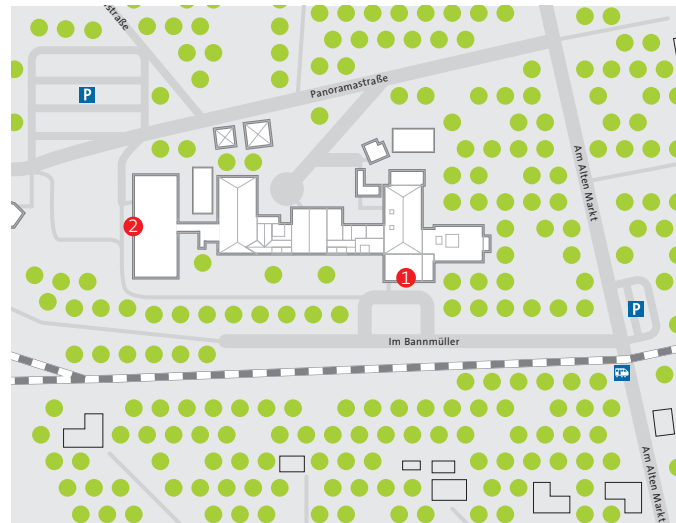 straße
P
Panoramastraße
Am Alten Markt
2
1
P
Im Bannmüller
Am Alten Markt